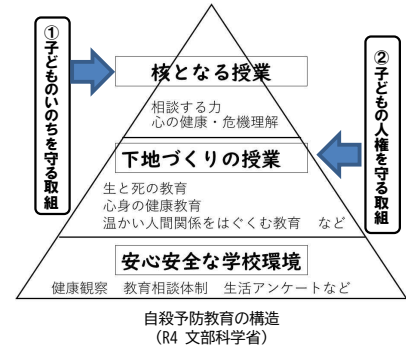 ①子どものいのちを守る取組
核となる授業
相談する力
心の健康・危機理解
②子どもの人権を守る取組
下地づくりの授業
生と死の教育
心身の健康教育
温かい人間関係をはぐくむ教育　など
安心安全な学校環境
健康観察　教育相談体制　生活アンケートなど
自殺予防教育の構造
(R4 文部科学省)